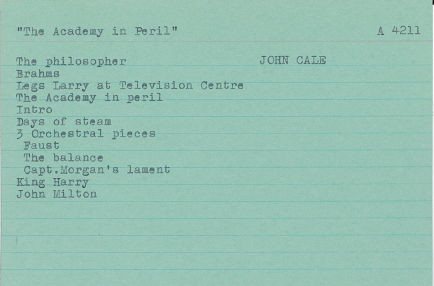 "The Academy in Peril" A 4211
The philosopher JOHN CALE
Brahms
Legs Larry at Television Centre
The Academy in peril
Intro
Days of steam
3 Orchestral pieces
Faust
The balance
Capt.Morgan's lament
King Harry
John Milton